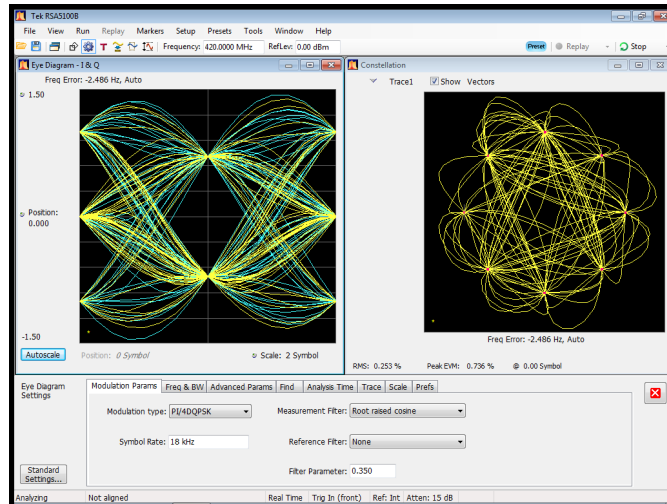 Tek RSA5100B
File View Run Replay Markers Setup Presets Tools Window Help
T Frequency: 420.0000 MHz RefLev: 0.00 dBm Preset Replay Stop
Eye Diagram - I & Q
Freq Error: -2.486 Hz, Auto
1.50
Position:
0.000
-1.50
Autoscale Position: 0 Symbol Scale: 2 Symbol
Constellation
Trace1 Show Vectors
Freq Error: -2.486 Hz, Auto
RMS: 0.253 % Peak EVM: 0.736 % @ 0.00 Symbol
Eye Diagram
Settings
Modulation Params Freq & BW Advanced Params Find Analysis Time Trace Scale Prefs
Modulation type: PI/4DQPSK Measurement Filter: Root raised cosine
Symbol Rate: 18 kHz Reference Filter: None
Filter Parameter: 0.350
Standard
Settings...
Analyzing Not aligned Real Time Trig In (front) Ref: Int Atten: 15 dB